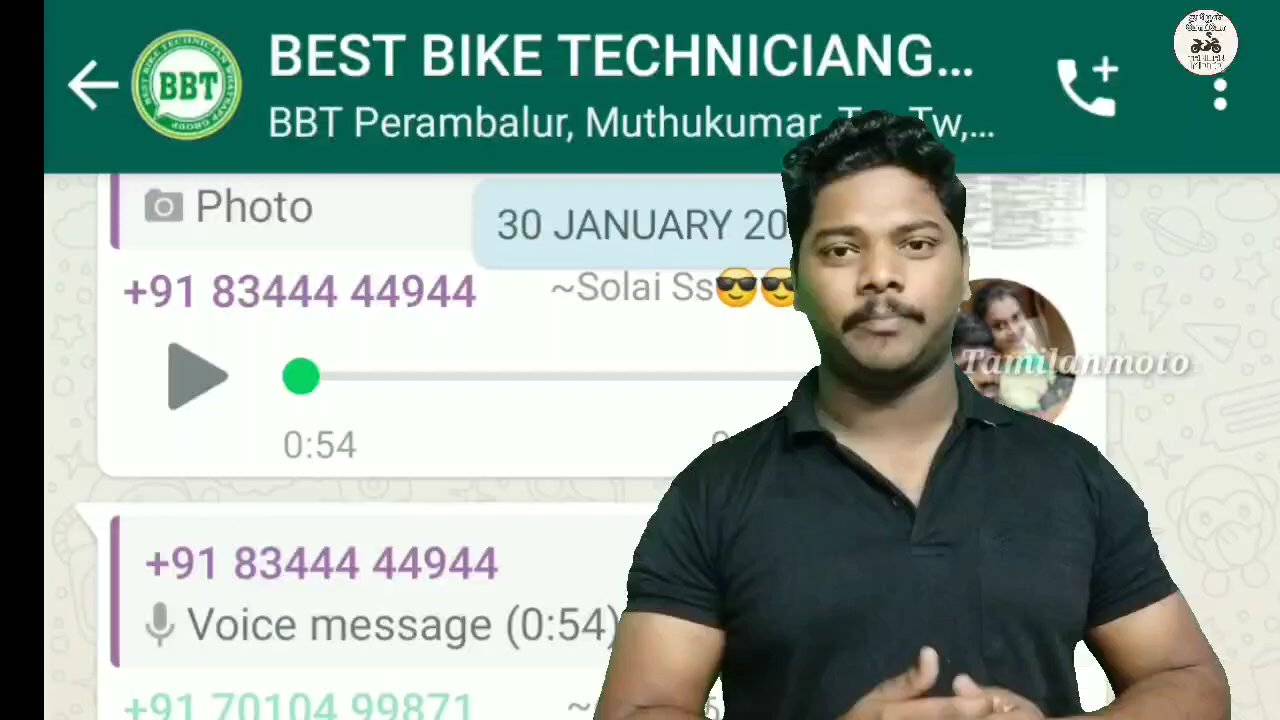 BEST BIKE TECHNICIANG...
BBT Perambalur, Muthukumar, Tw,...
BBT
Photo
30 JANUARY 20
+91 83444 44944
~Solai Ss😎😎
Tamilanmoto
0:54
+91 83444 44944
Voice message (0:54)
+91 70104 99871